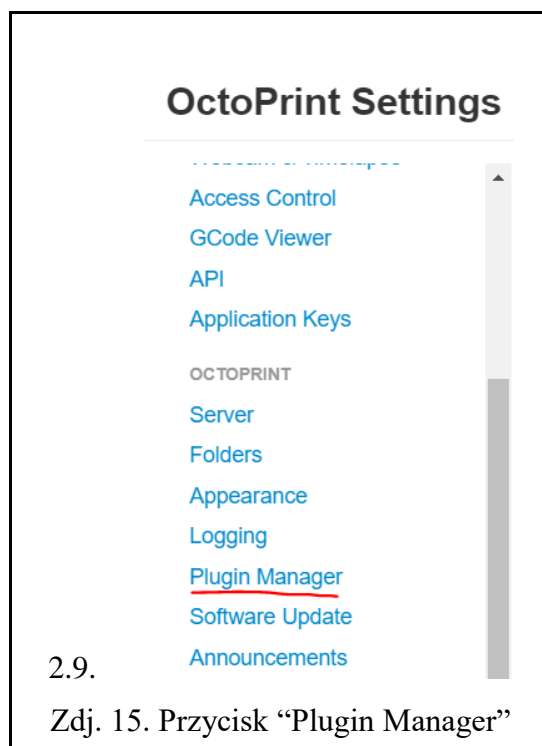 OctoPrint Settings
Access Control
GCode Viewer
API
Application Keys
OCTOPRINT
Server
Folders
Appearance
Logging
Plugin Manager
Software Update
Announcements
2.9.
Zdj. 15. Przycisk “Plugin Manager”